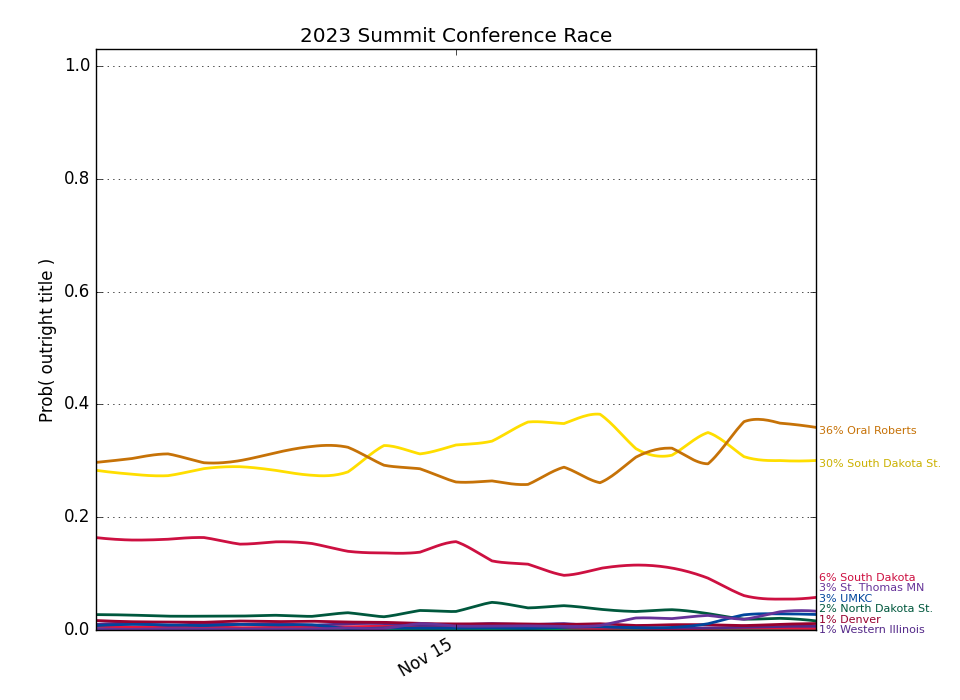 2023 Summit Conference Race
1.0
0.8
0.6
0.4
0.2
0.0
Prob( outright title )
Nov 15
36% Oral Roberts
30% South Dakota St.
6% South Dakota
3% St. Thomas MN
3% UMKC
2% North Dakota St.
1% Denver
1% Western Illinois